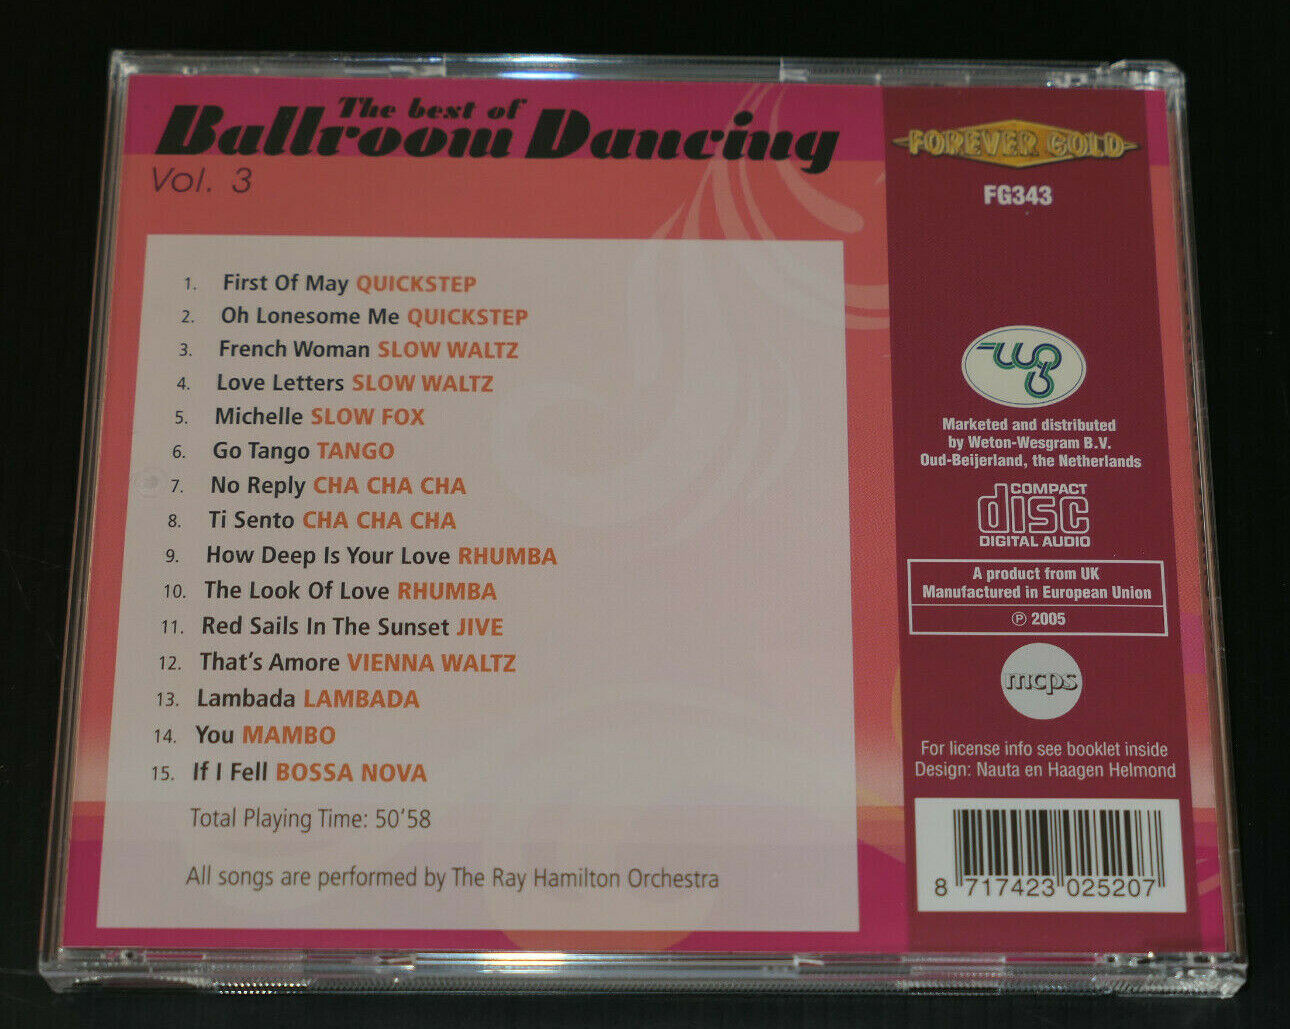 The best of
Ballroom Dancing
Vol. 3
1. First Of May QUICKSTEP
2. Oh Lonesome Me QUICKSTEP
3. French Woman SLOW WALTZ
4. Love Letters SLOW WALTZ
5. Michelle SLOW FOX
6. Go Tango TANGO
7. No Reply CHA CHA CHA
8. Ti Sento CHA CHA CHA
9. How Deep Is Your Love RHUMBA
10. The Look Of Love RHUMBA
11. Red Sails In The Sunset JIVE
12. That's Amore VIENNA WALTZ
13. Lambada LAMBADA
14. You MAMBO
15. If I Fell BOSSA NOVA
Total Playing Time: 50'58
All songs are performed by The Ray Hamilton Orchestra
FOREVER GOLD
FG343
Marketed and distributed
by Weton-Wesgram B.V.
Oud-Beijerland, the Netherlands
COMPACT
disc
DIGITAL AUDIO
A product from UK
Manufactured in European Union
℗ 2005
mcps
For license info see booklet inside
Design: Nauta en Haagen Helmond
8 717423 025207